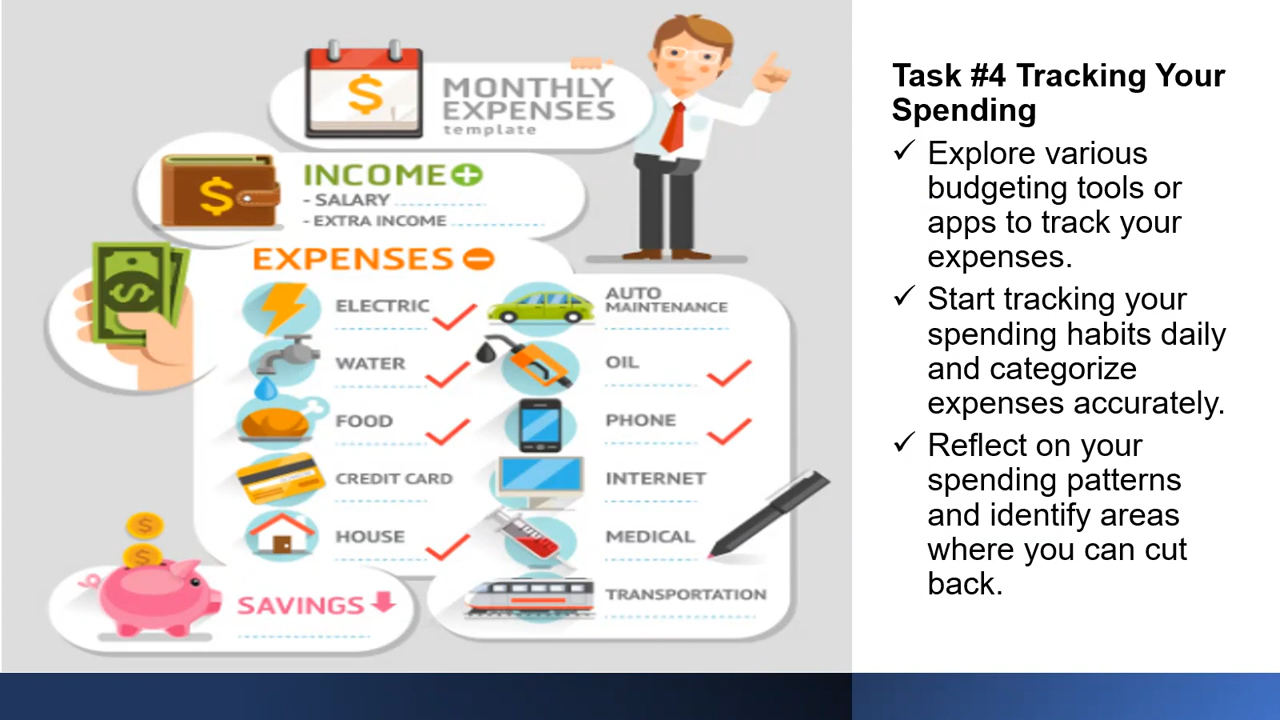 MONTHLY
EXPENSES
template
INCOME
- SALARY
- EXTRA INCOME
EXPENSES
ELECTRIC
WATER
FOOD
CREDIT CARD
HOUSE
AUTO
MAINTENANCE
OIL
PHONE
INTERNET
MEDICAL
TRANSPORTATION
SAVINGS
Task #4 Tracking Your
Spending
✓ Explore various
budgeting tools or
apps to track your
expenses.
✓ Start tracking your
spending habits daily
and categorize
expenses accurately.
✓ Reflect on your
spending patterns
and identify areas
where you can cut
back.